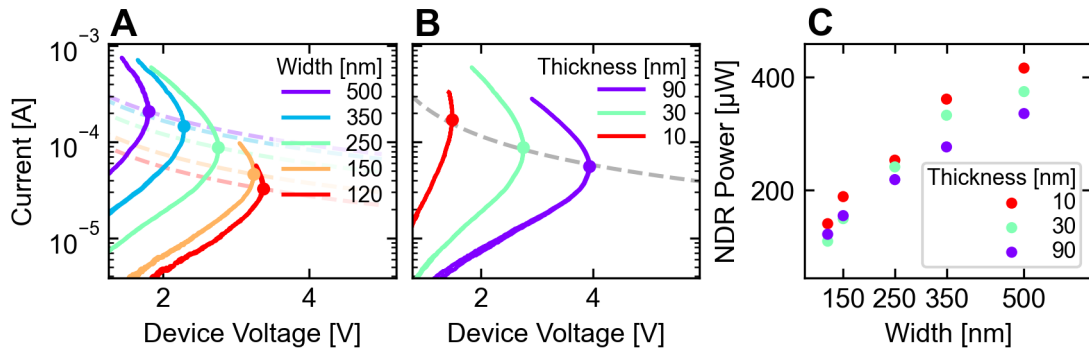 A
Current [A]
10⁻³
10⁻⁴
10⁻⁵
Width [nm]
500
350
250
150
120
2
4
Device Voltage [V]
B
Thickness [nm]
90
30
10
2
4
Device Voltage [V]
C
NDR Power [µW]
400
200
Thickness [nm]
10
30
90
150
250
350
500
Width [nm]